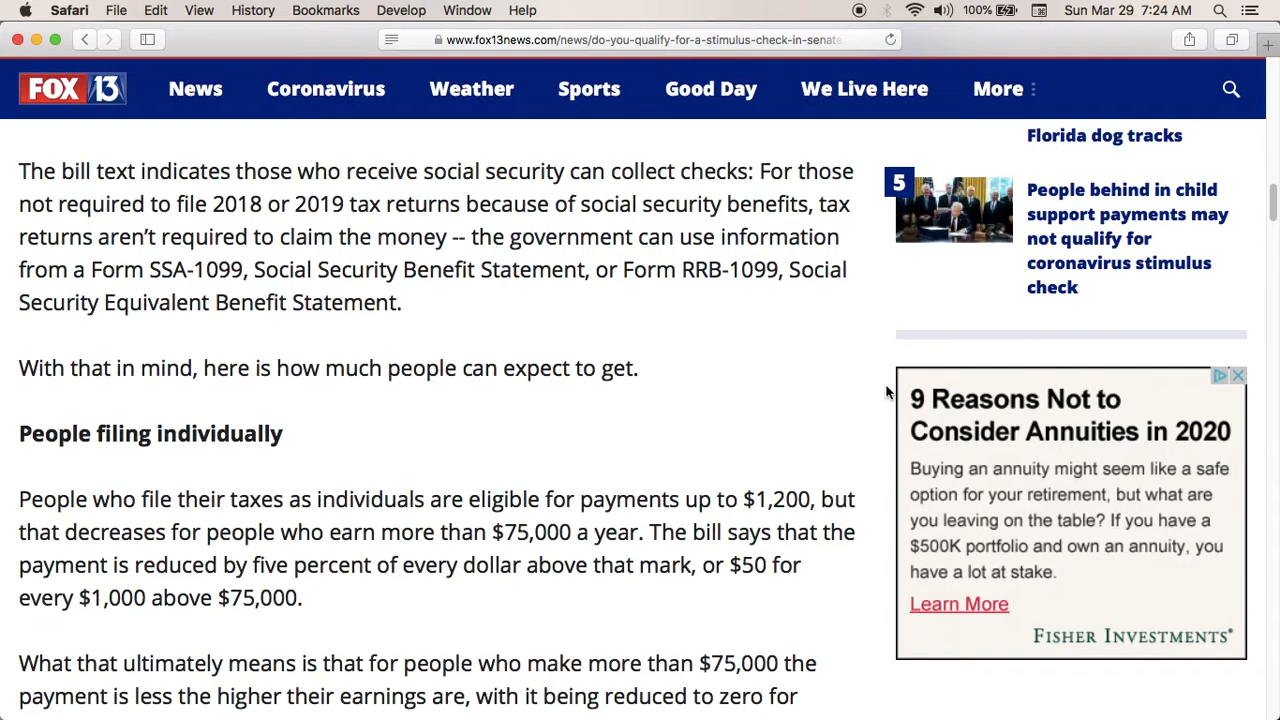 Safari File Edit View History Bookmarks Develop Window Help 100% Sun Mar 29 7:24 AM
www.fox13news.com/news/do-you-qualify-for-a-stimulus-check-in-senate
FOX 13 News Coronavirus Weather Sports Good Day We Live Here More
The bill text indicates those who receive social security can collect checks: For those
not required to file 2018 or 2019 tax returns because of social security benefits, tax
returns aren’t required to claim the money -- the government can use information
from a Form SSA-1099, Social Security Benefit Statement, or Form RRB-1099, Social
Security Equivalent Benefit Statement.
With that in mind, here is how much people can expect to get.
People filing individually
People who file their taxes as individuals are eligible for payments up to $1,200, but
that decreases for people who earn more than $75,000 a year. The bill says that the
payment is reduced by five percent of every dollar above that mark, or $50 for
every $1,000 above $75,000.
What that ultimately means is that for people who make more than $75,000 the
payment is less the higher their earnings are, with it being reduced to zero for
Florida dog tracks
5
People behind in child
support payments may
not qualify for
coronavirus stimulus
check
9 Reasons Not to
Consider Annuities in 2020
Buying an annuity might seem like a safe
option for your retirement, but what are
you leaving on the table? If you have a
$500K portfolio and own an annuity, you
have a lot at stake.
Learn More
FISHER INVESTMENTS®